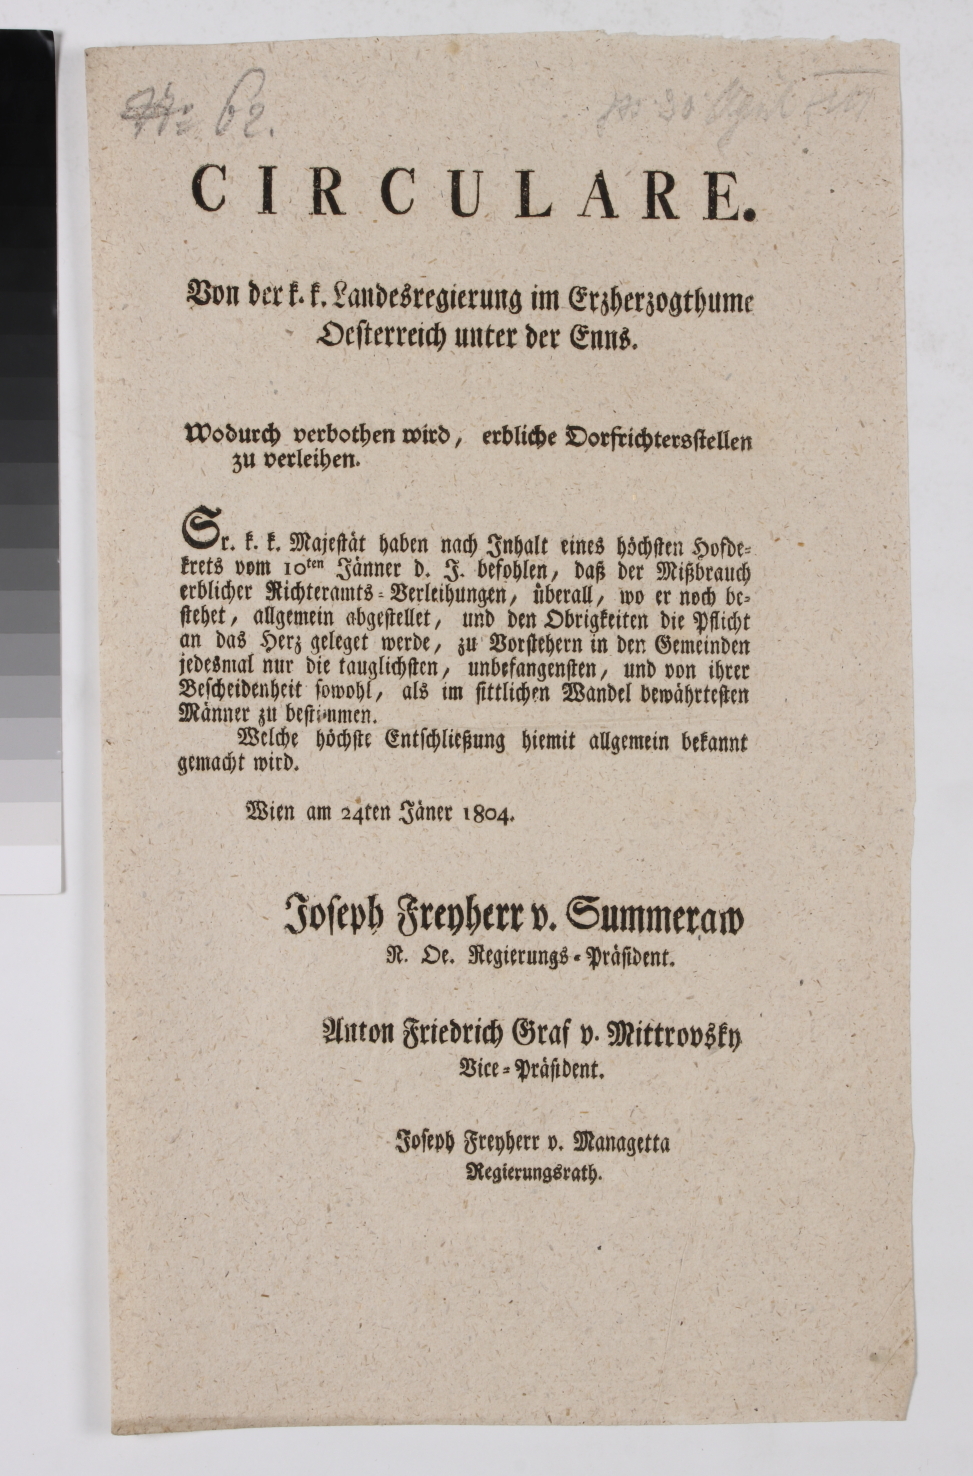 62.
CIRCULARE.
Von der k. k. Landesregierung im Erzherzogthume
Oesterreich unter der Enns.
Wodurch verbothen wird, erbliche Dorfrichtersstellen
zu verleihen.
Sr. k. k. Majestät haben nach Inhalt eines höchsten Hofde=
krets vom 10ten Jänner d. J. befohlen, daß der Mißbrauch
erblicher Richteramts=Verleihungen, überall, wo er noch be=
stehet, allgemein abgestellet, und den Obrigkeiten die Pflicht
an das Herz geleget werde, zu Vorstehern in den Gemeinden
jedesmal nur die tauglichsten, unbefangensten, und von ihrer
Bescheidenheit sowohl, als im sittlichen Wandel bewährtesten
Männer zu bestimmen.
Welche höchste Entschließung hiemit allgemein bekannt
gemacht wird.
Wien am 24ten Jäner 1804.
Joseph Freyherr v. Summeraw
N. Oe. Regierungs=Präsident.
Anton Friedrich Graf v. Mittrovsky
Vice=Präsident.
Joseph Freyherr v. Managetta
Regierungsrath.